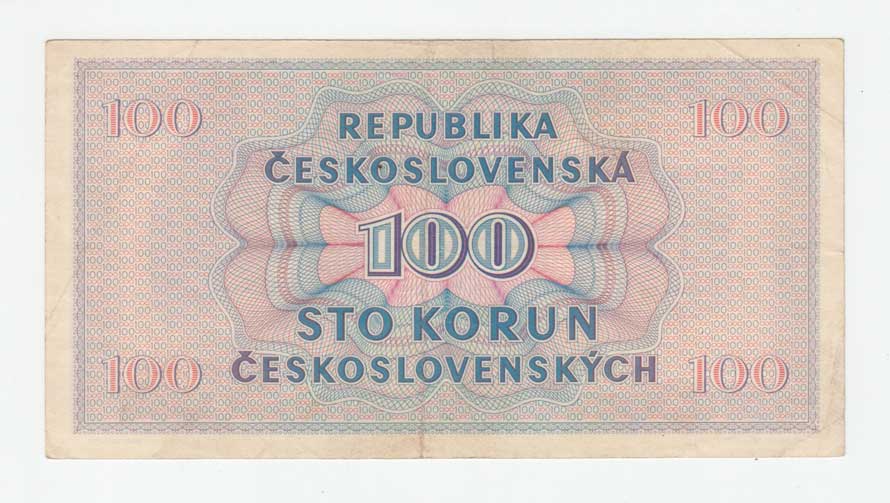 100 100
REPUBLIKA
ČESKOSLOVENSKÁ
100
STO KORUN
ČESKOSLOVENSKÝCH
100 100